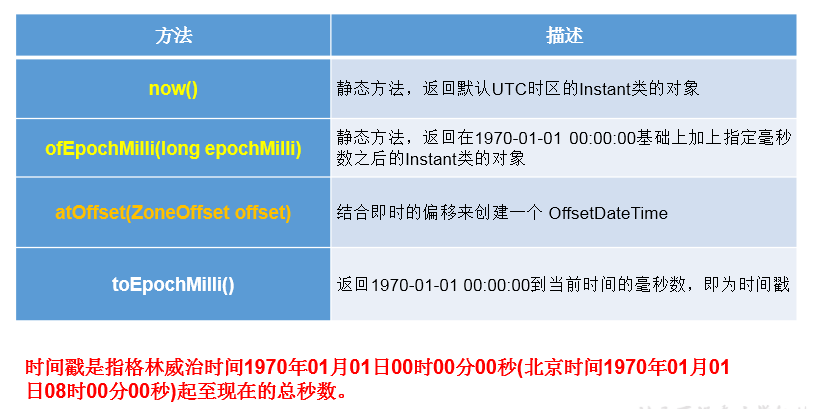 方法 描述
now() 静态方法，返回默认UTC时区的Instant类的对象
ofEpochMilli(long epochMilli) 静态方法，返回在1970-01-01 00:00:00基础上加上指定毫秒
数之后的Instant类的对象
atOffset(ZoneOffset offset) 结合即时的偏移来创建一个 OffsetDateTime
toEpochMilli() 返回1970-01-01 00:00:00到当前时间的毫秒数，即为时间戳
时间戳是指格林威治时间1970年01月01日00时00分00秒(北京时间1970年01月01
日08时00分00秒)起至现在的总秒数。